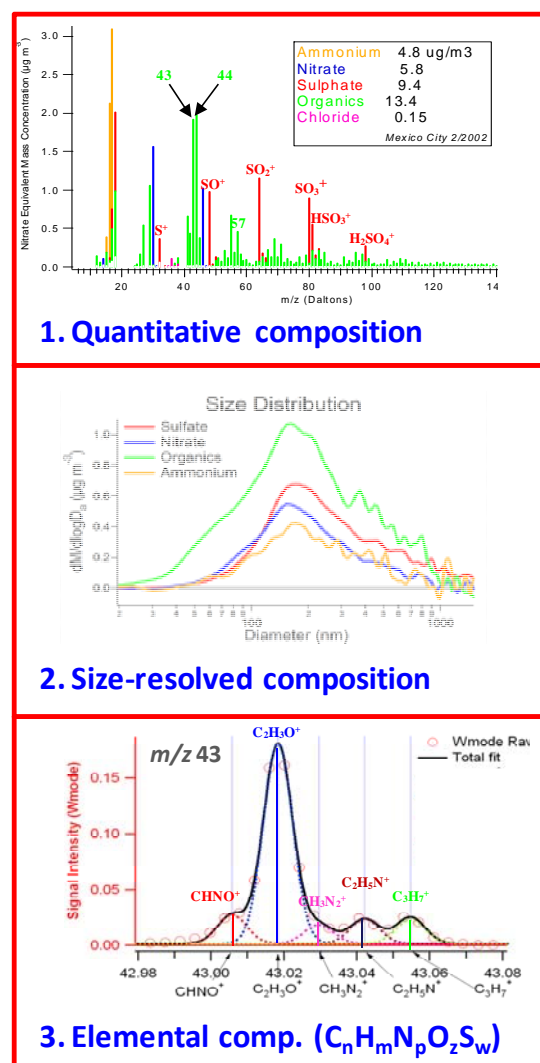 Nitrate Equivalent Mass Concentration (µg m-3)
3.0
2.5
2.0
1.5
1.0
0.5
0.0
43
44
57
S+
SO+
SO2+
SO3+
HSO3+
H2SO4+
Ammonium 4.8 ug/m3
Nitrate 5.8
Sulphate 9.4
Organics 13.4
Chloride 0.15
Mexico City 2/2002
20 40 60 80 100 120 14
m/z (Daltons)
1. Quantitative composition
Size Distribution
Sulfate
Nitrate
Organics
Ammonium
dM/dlogDa (µg m-3)
1.0
0.8
0.6
0.4
0.2
0.0
100 1000
Diameter (nm)
2. Size-resolved composition
C2H3O+
m/z 43
Wmode Rav
Total fit
Signal Intensity (Wmode)
0.15
0.10
0.05
0.00
CHNO+
CH3N2+
C2H5N+
C3H7+
42.98 43.00 43.02 43.04 43.06 43.08
CHNO+ C2H3O+ CH3N2+ C2H5N+ C3H7+
3. Elemental comp. (CnHmNpOzSw)